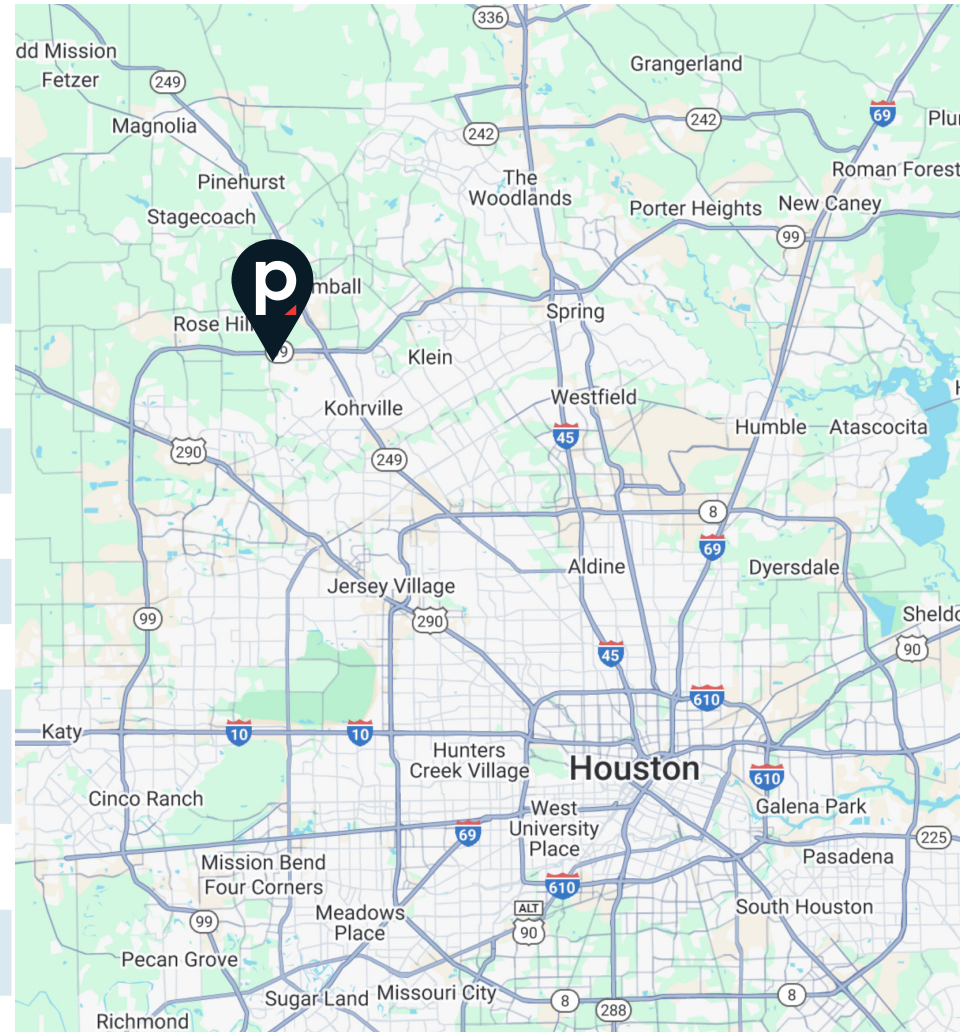 336
dd Mission
Fetzer
Grangerland
249
69
Magnolia
242
242
Plur
Pinehurst
The
Woodlands
Roman Forest
Stagecoach
Porter Heights
New Caney
99
p
mball
Rose Hill
Spring
9
Klein
Kohrville
Westfield
45
Humble
Atascocita
290
249
8
69
Aldine
Dyersdale
Jersey Village
99
290
Sheldo
90
45
610
Katy
10
10
Hunters
Creek Village
Houston
610
Cinco Ranch
West
University
Place
Galena Park
69
225
Mission Bend
Four Corners
Pasadena
610
99
Meadows
Place
ALT
90
South Houston
Pecan Grove
Sugar Land
Missouri City
8
288
8
Richmond